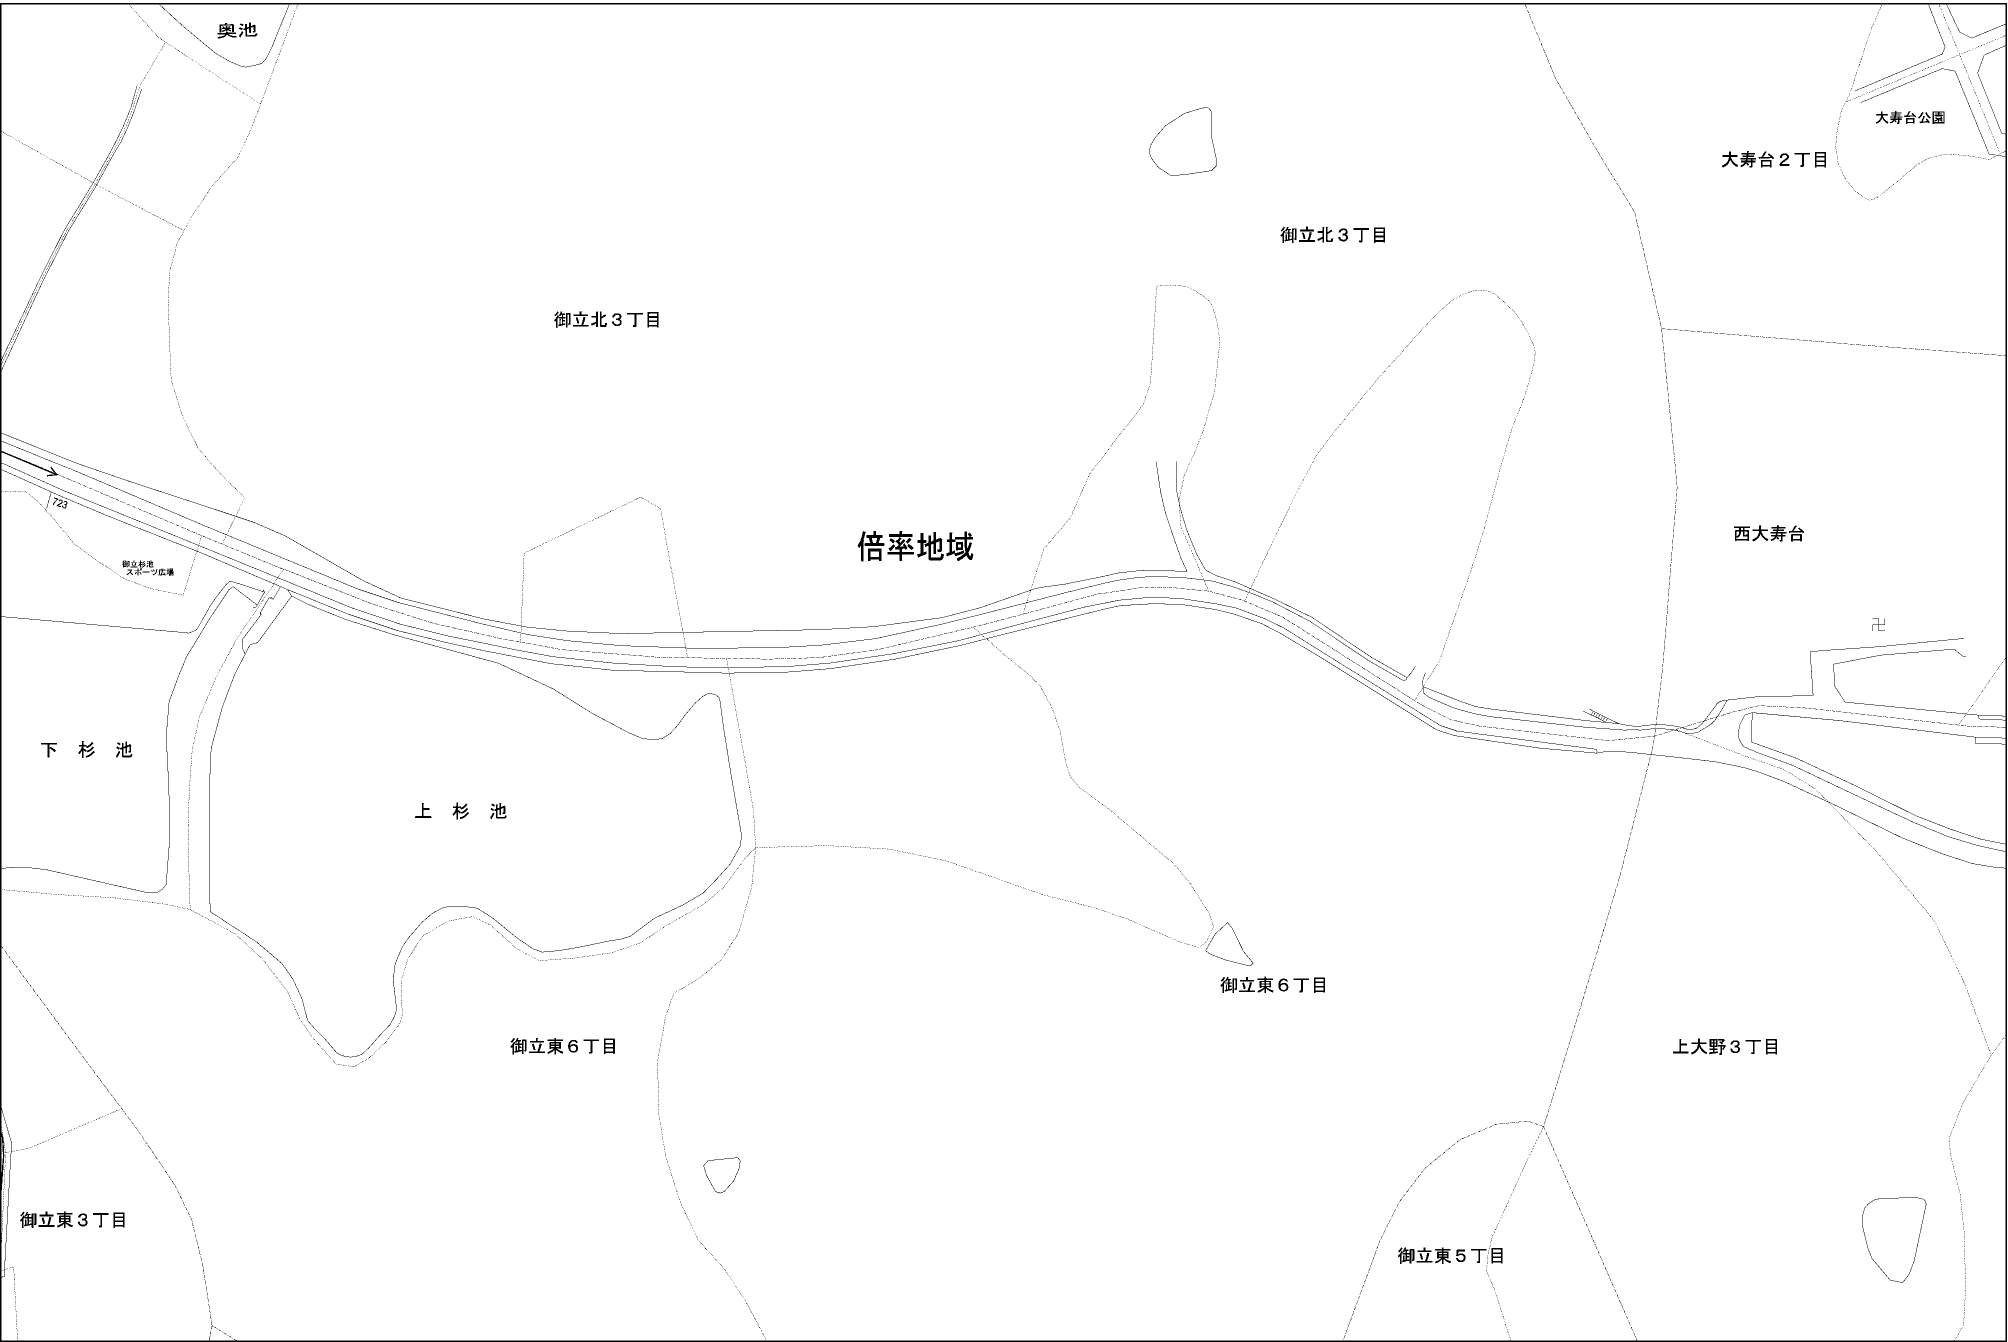 奥池
大寿台公園
大寿台２丁目
御立北３丁目
御立北３丁目
723
西大寿台
倍率地域
御立杉池
スポーツ広場
卍
下　杉　池
上　杉　池
御立東６丁目
御立東６丁目
上大野３丁目
御立東３丁目
御立東５丁目